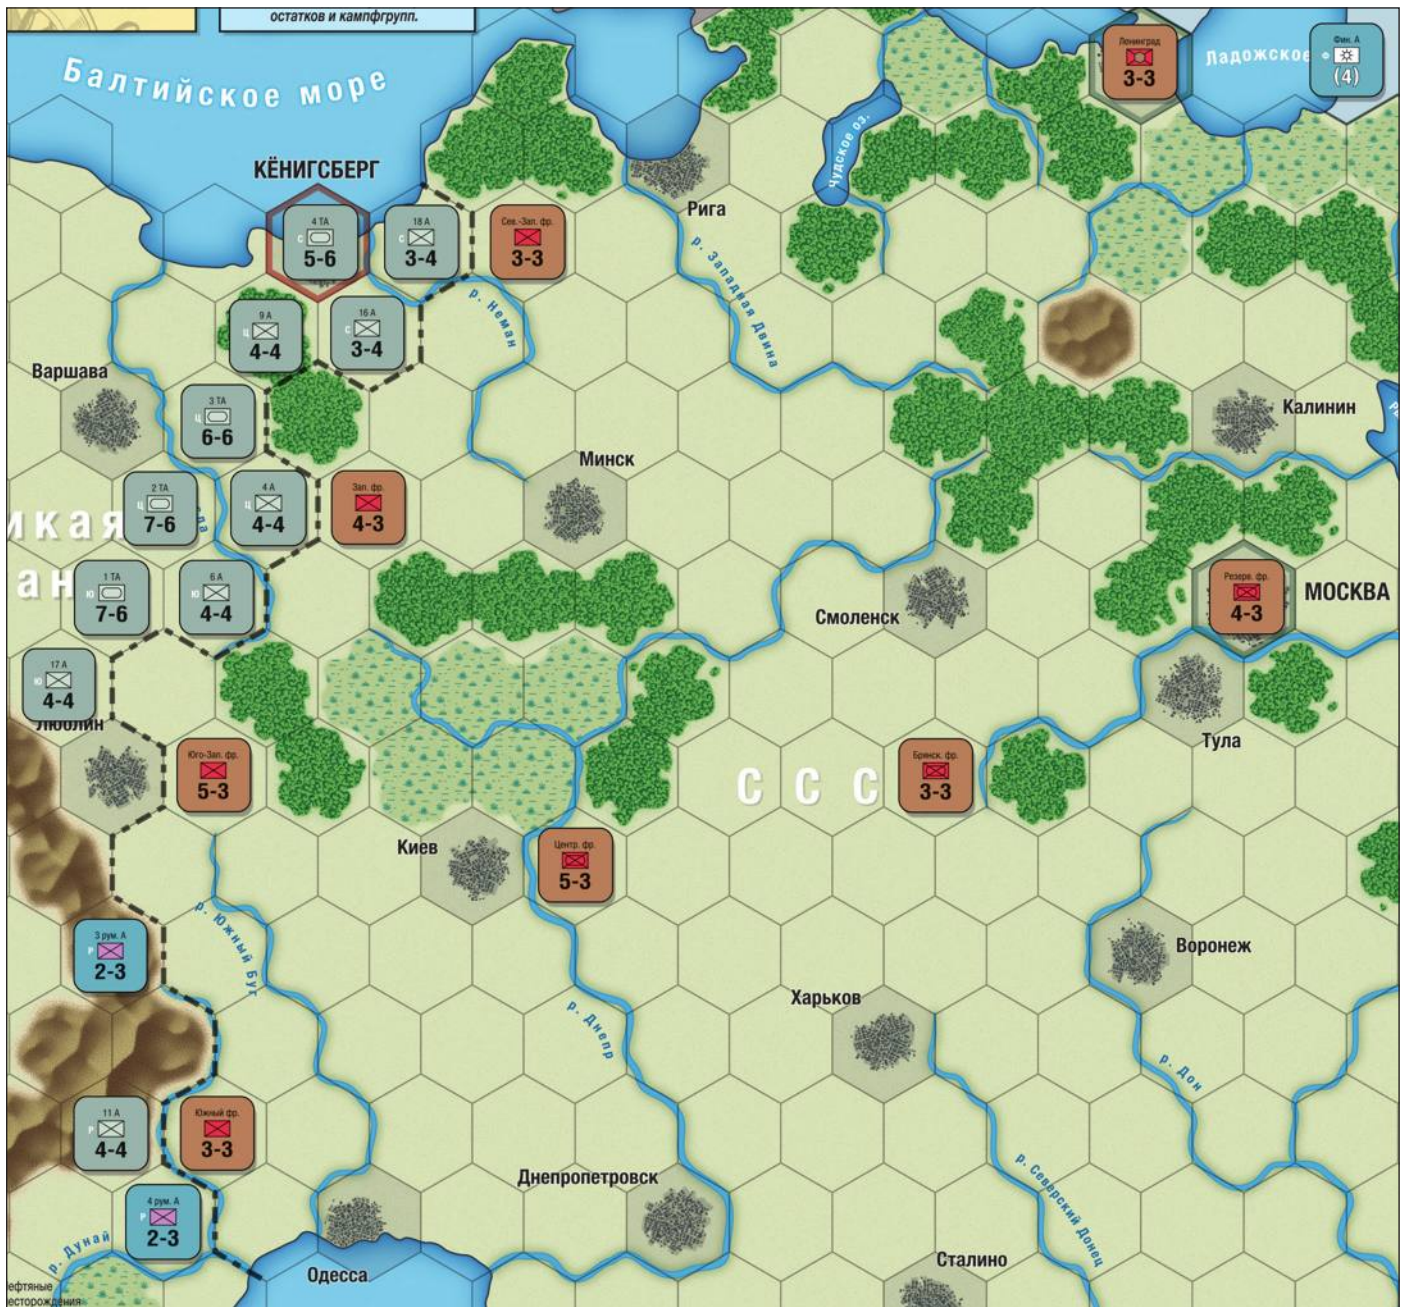 остатков и кампфгрупп.
Балтийское море
Ленинград
3-3
Ладожское
Фин. А
Ф
(4)
Чудское оз.
КЁНИГСБЕРГ
Рига
4 ТА
С
5-6
18 А
С
3-4
Сев.-Зап. фр.
3-3
р. Западная Двина
р. Неман
9 А
Ц
4-4
16 А
С
3-4
Варшава
3 ТА
Ц
6-6
Калинин
Минск
2 ТА
Ц
7-6
4 А
Ц
4-4
Зап. фр.
4-3
икая
ан
1 ТА
Ю
7-6
6 А
Ю
4-4
Смоленск
Резерв. фр.
4-3
МОСКВА
17 А
Ю
4-4
Люблин
Тула
Юго-Зап. фр.
5-3
С С С
Брянск. фр.
3-3
Киев
Центр. фр.
5-3
р. Южный Буг
3 рум. А
Р
2-3
Воронеж
Харьков
р. Днепр
р. Дон
11 А
Р
4-4
Южный фр.
3-3
Днепропетровск
р. Северский Донец
4 рум. А
Р
2-3
р. Дунай
Одесса
Сталино
ефтяные
есторождения